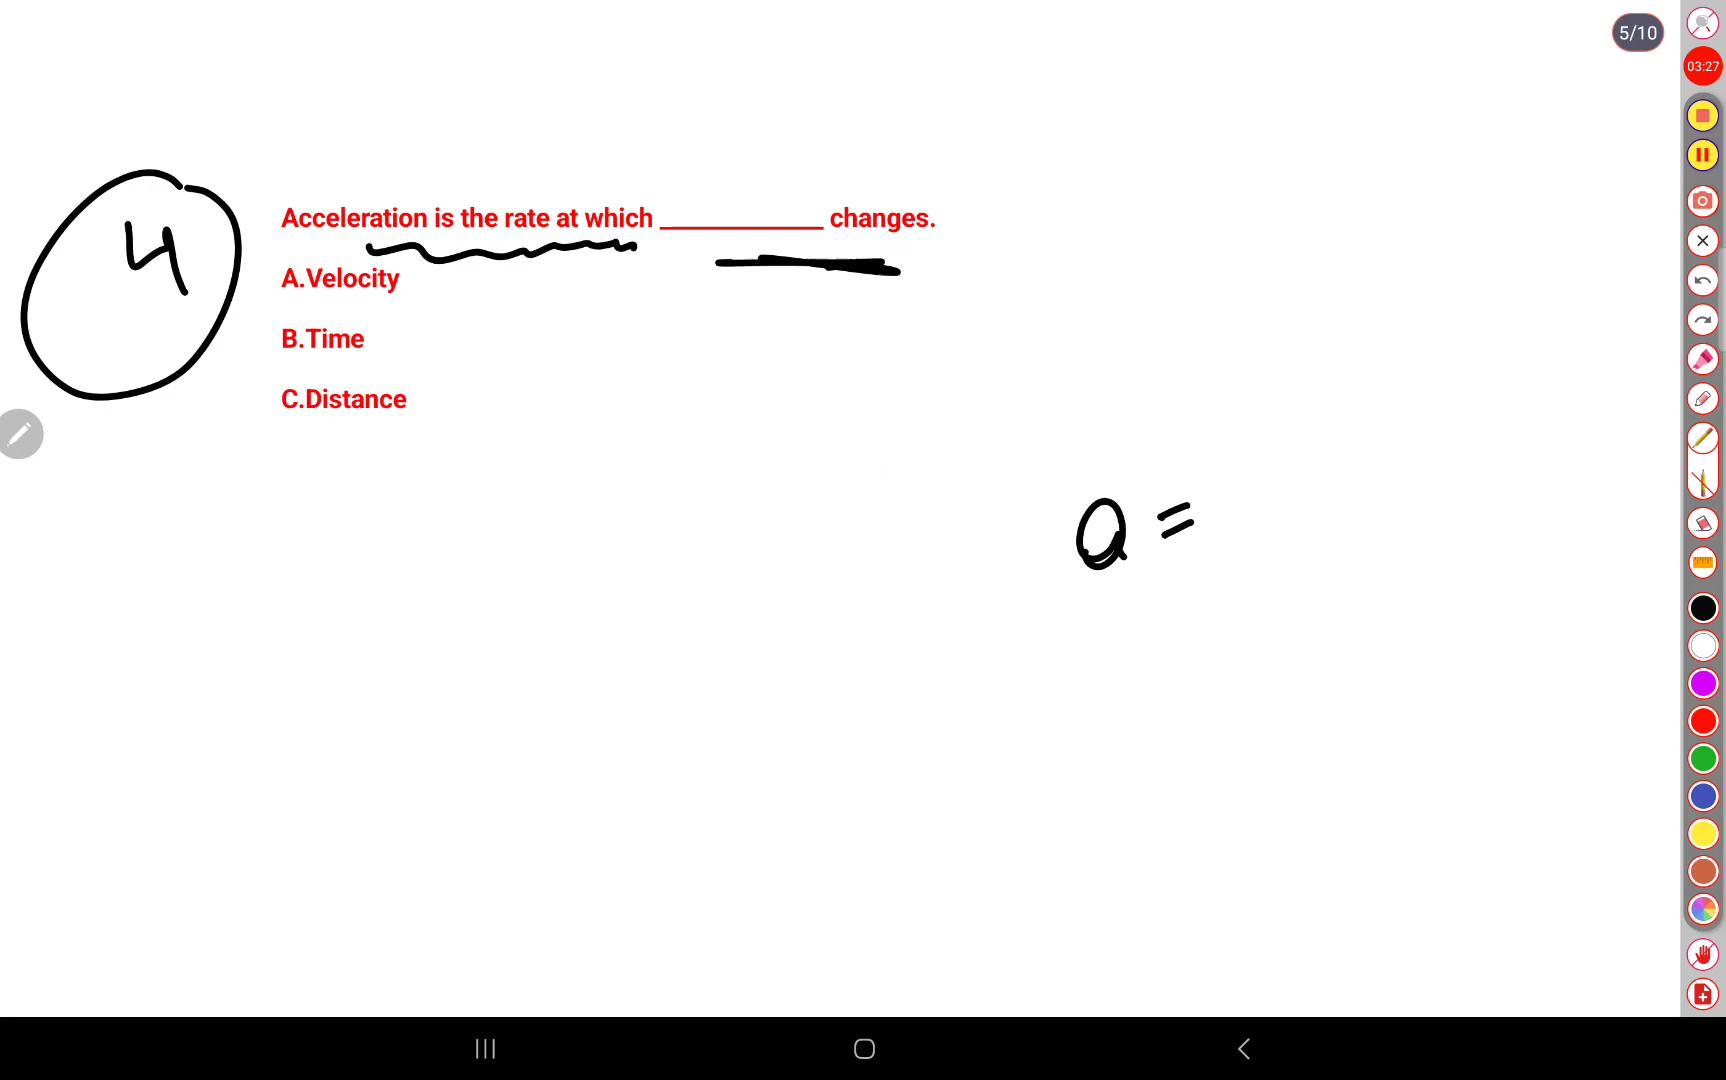 5/10
03:27
4
Acceleration is the rate at which ____________ changes.
A.Velocity
B.Time
C.Distance
a =